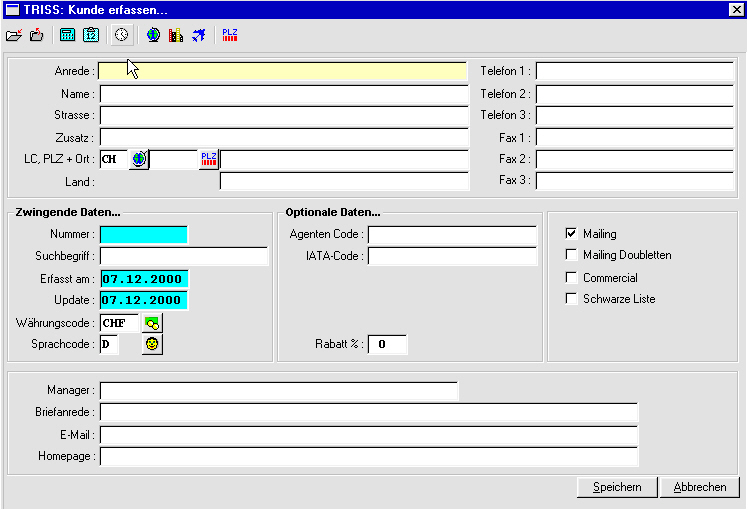 TRISS: Kunde erfassen...
12
PLZ
Anrede :
Telefon 1 :
Name :
Telefon 2 :
Strasse :
Telefon 3 :
Zusatz :
Fax 1 :
LC, PLZ + Ort : CH PLZ
Fax 2 :
Land :
Fax 3 :
Zwingende Daten...
Nummer :
Suchbegriff :
Erfasst am : 07.12.2000
Update : 07.12.2000
Währungscode : CHF
Sprachcode : D
Optionale Daten...
Agenten Code :
IATA-Code :
Rabatt % : 0
Mailing
Mailing Doubletten
Commercial
Schwarze Liste
Manager :
Briefanrede :
E-Mail :
Homepage :
Speichern
Abbrechen